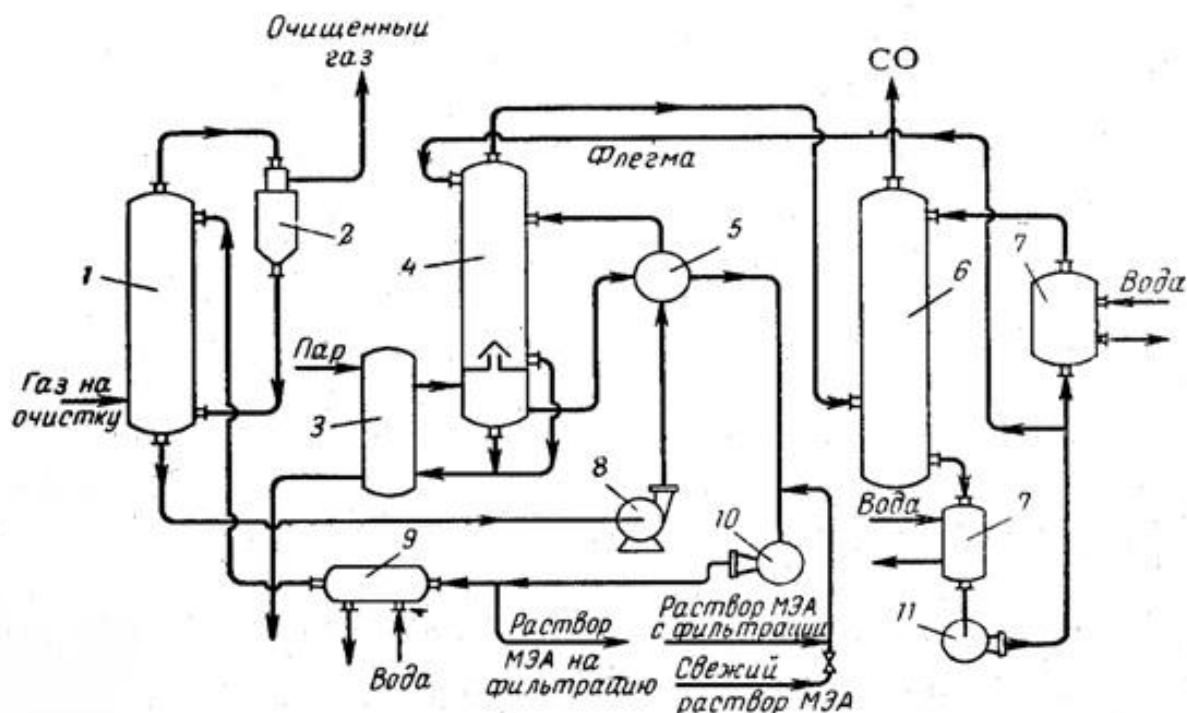 Очищенный
газ
CO
Флегма
1
2
4
5
6
7
Вода
Пар
Газ на
очистку
3
8
10
Вода
7
9
11
Раствор МЭА
с фильтрации
Раствор
МЭА на
фильтрацию
Вода
Свежий
раствор МЭА